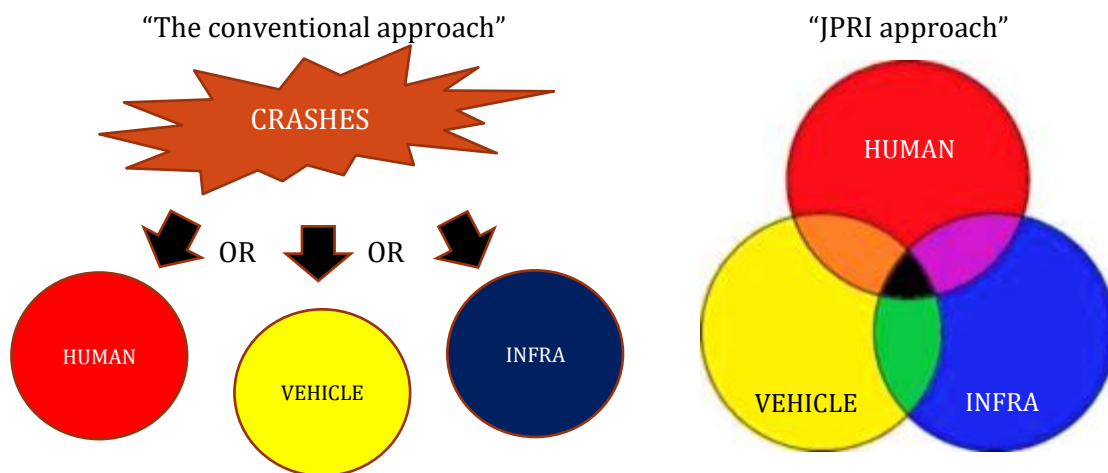 “The conventional approach”
CRASHES
OR
OR
HUMAN
VEHICLE
INFRA
“JPRI approach”
HUMAN
VEHICLE
INFRA